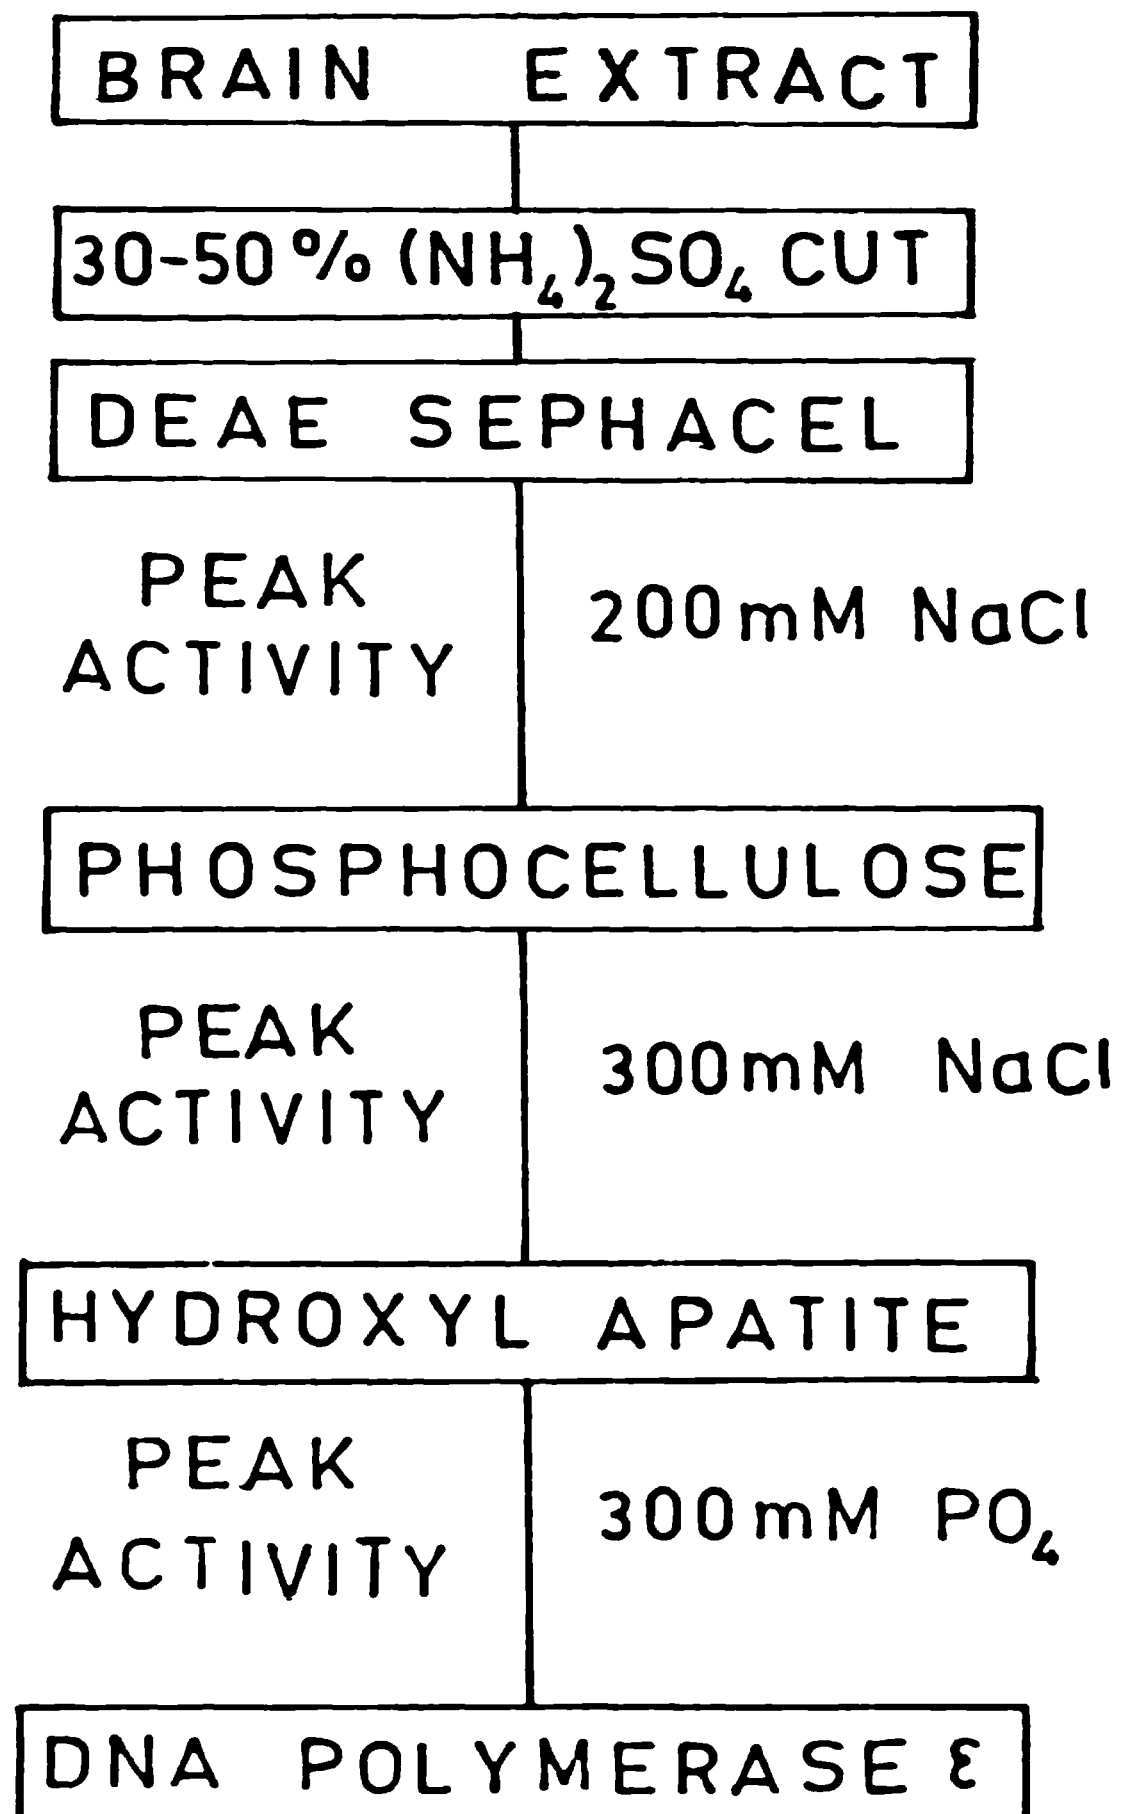 BRAIN EXTRACT
30-50% (NH₄)₂SO₄ CUT
DEAE SEPHACEL
PEAK
ACTIVITY
200mM NaCl
PHOSPHOCELLULOSE
PEAK
ACTIVITY
300mM NaCl
HYDROXYL APATITE
PEAK
ACTIVITY
300mM PO₄
DNA POLYMERASE ε